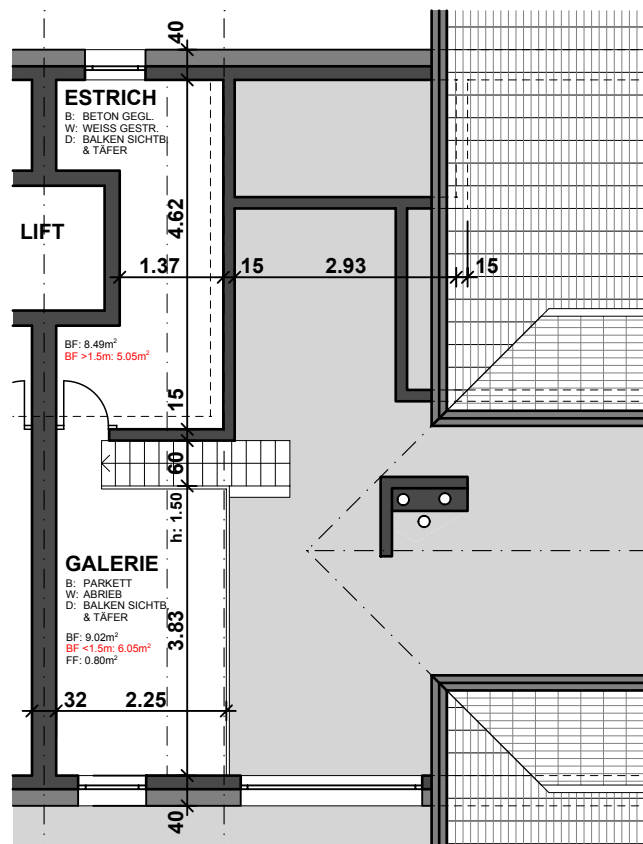 40
ESTRICH
B: BETON GEGL.
W: WEISS GESTR.
D: BALKEN SICHTB.
& TÄFER
4.62
LIFT
1.37
15
2.93
15
BF: 8.49m²
BF >1.5m: 5.05m²
15
60
h: 1.50
GALERIE
B: PARKETT
W: ABRIEB
D: BALKEN SICHTB.
& TÄFER
BF: 9.02m²
BF <1.5m: 6.05m²
FF: 0.80m²
3.83
32
2.25
40